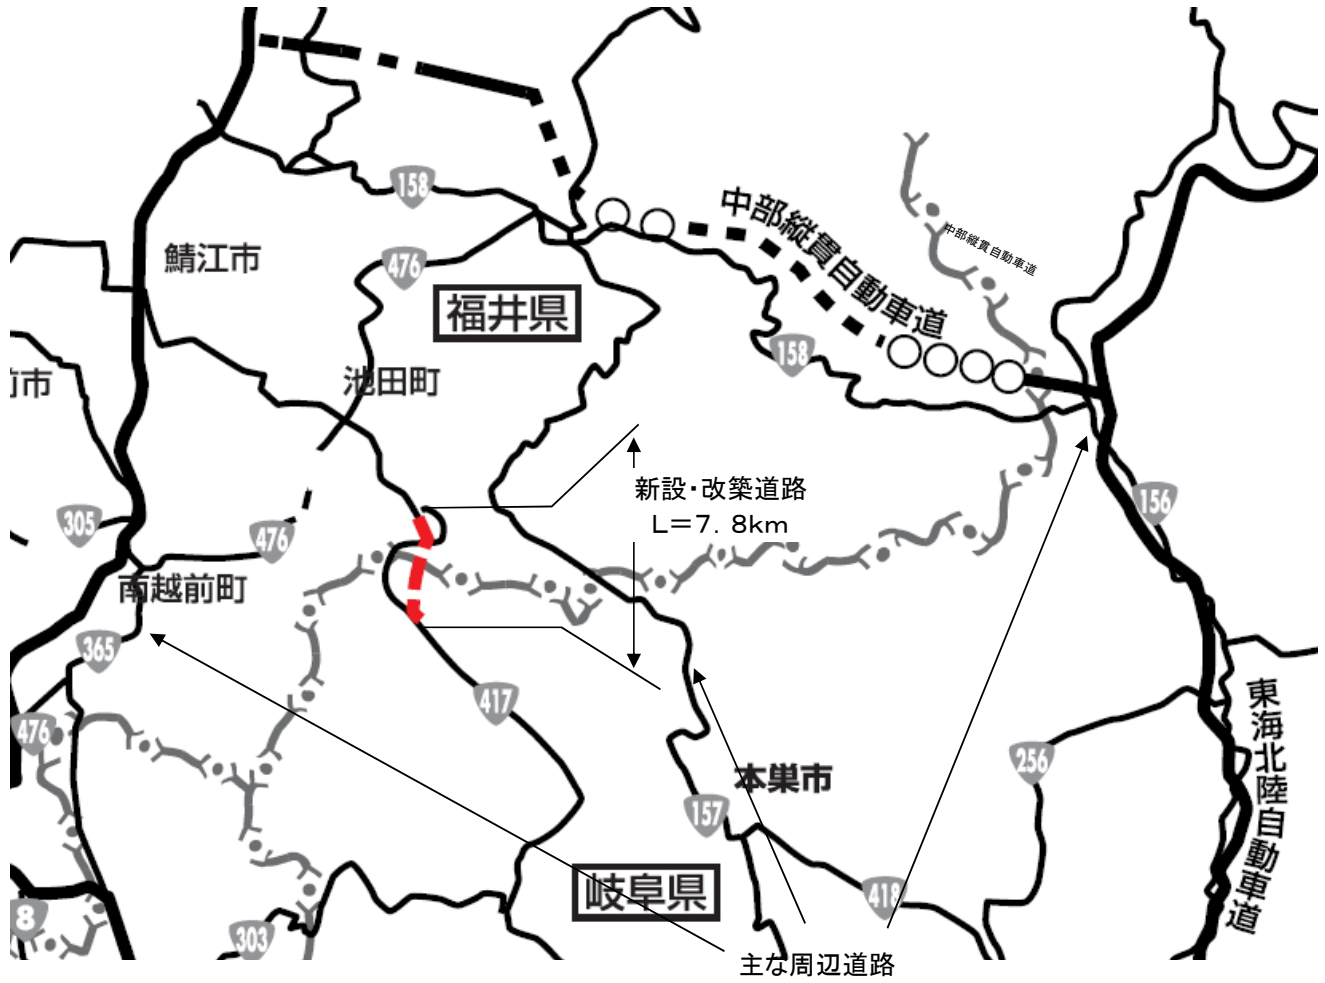 158
中部縦貫自動車道
中部縦貫自動車道
鯖江市
476
福井県
158
市
池田町
新設・改築道路
L=7.8km
156
305
476
南越前町
365
417
476
東海北陸自動車道
256
本巣市
157
岐阜県
418
8
303
主な周辺道路